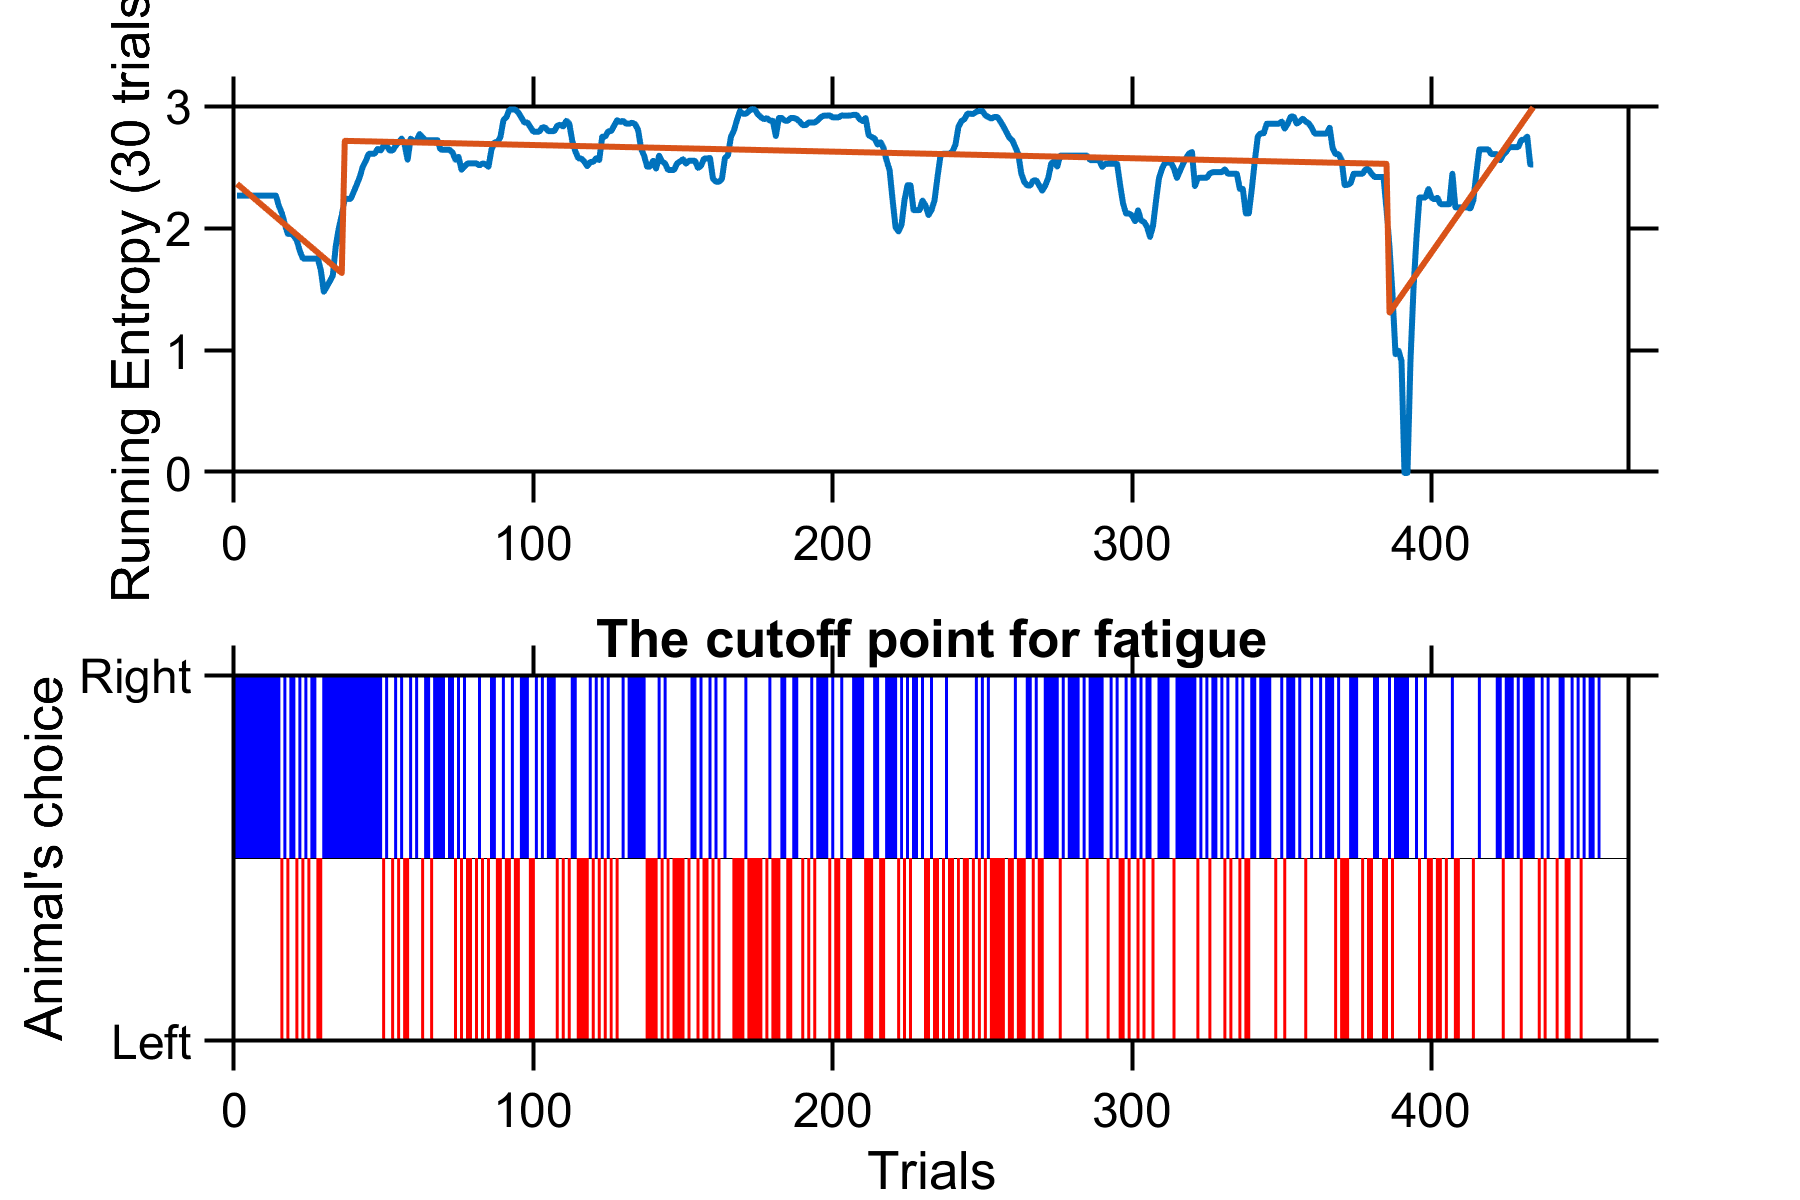 Running Entropy (30 trials
3
2
1
0
0 100 200 300 400
The cutoff point for fatigue
Animal's choice
Right
Left
0 100 200 300 400
Trials